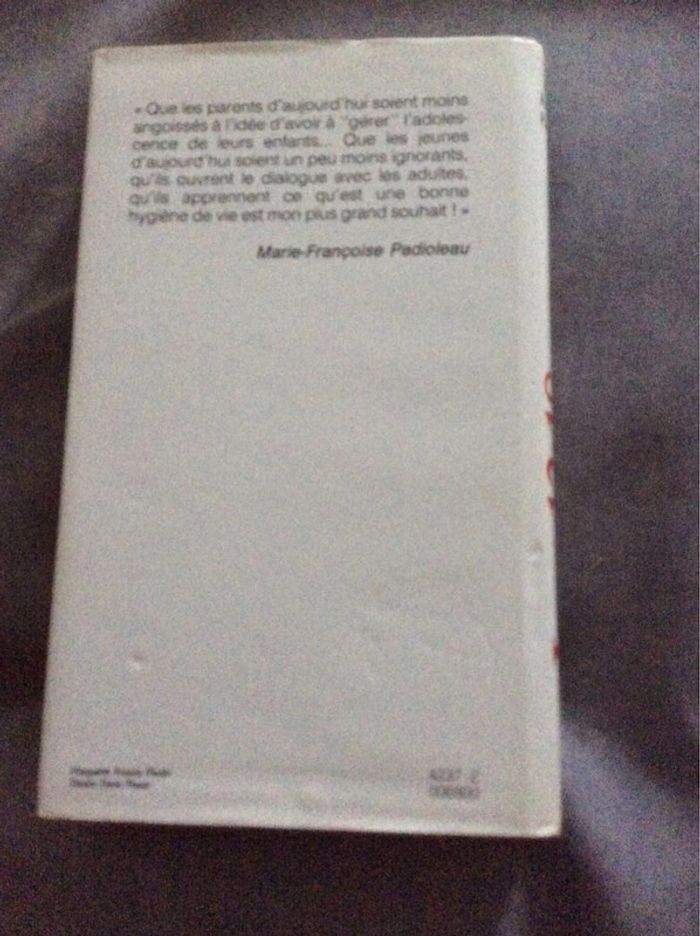 « Que les parents d'aujourd'hui soient moins
angoissés à l'idée d'avoir à "gérer" l'adoles-
cence de leurs enfants... Que les jeunes
d'aujourd'hui soient un peu moins ignorants,
qu'ils ouvrent le dialogue avec les adultes,
qu'ils apprennent ce qu'est une bonne
hygiène de vie est mon plus grand souhait ! »
Marie-Françoise Padioleau